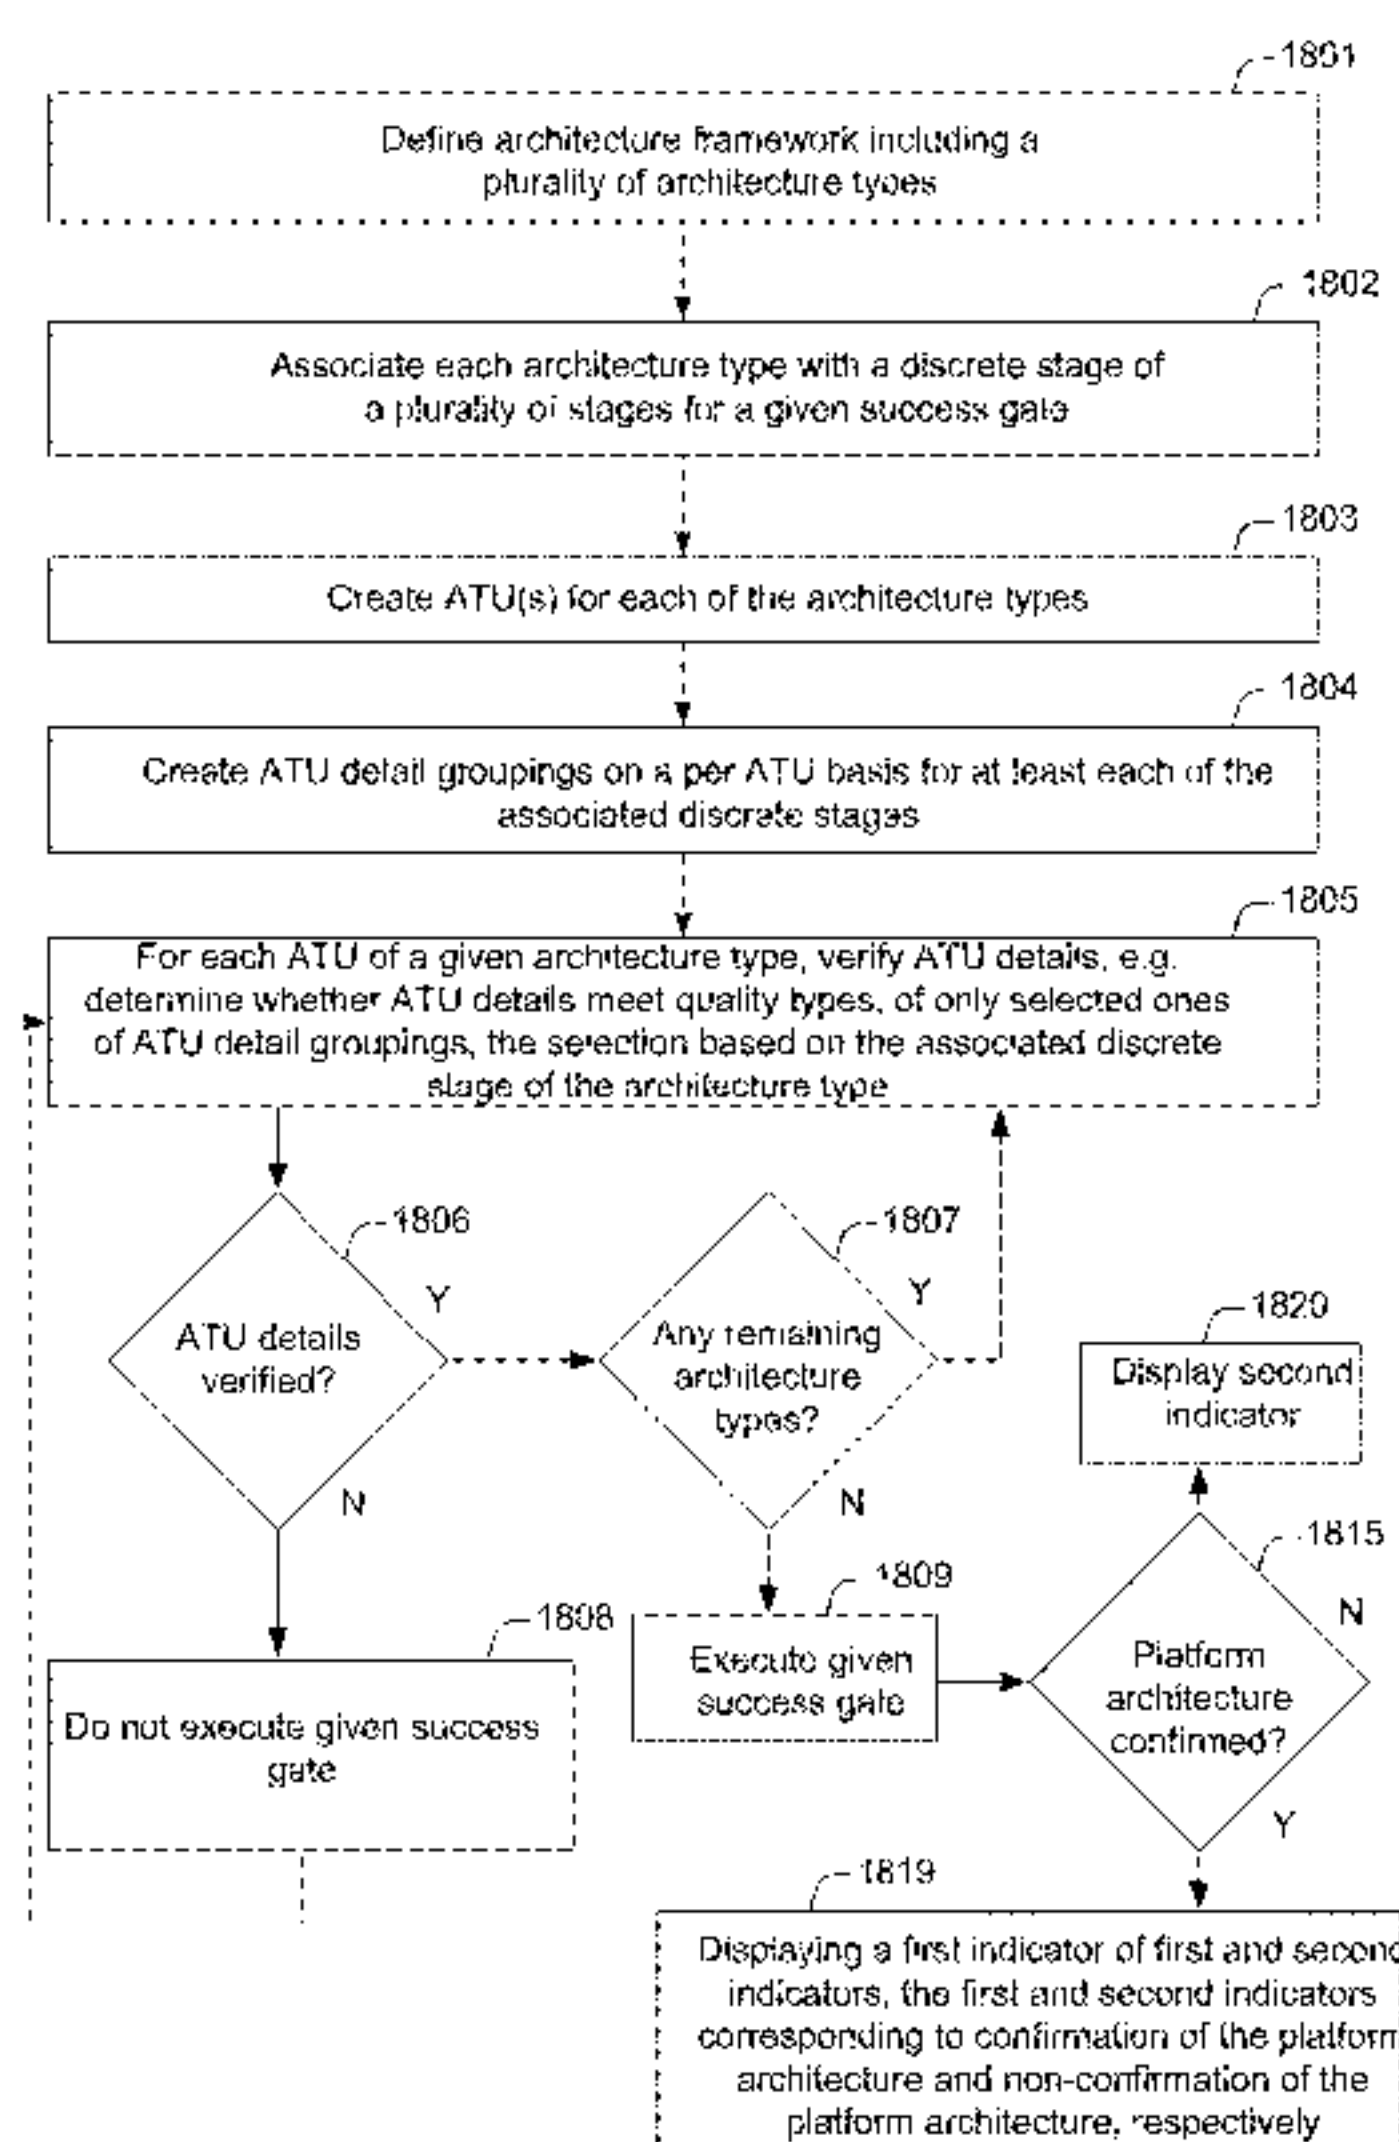 1801
Define architecture framework including a
plurality of architecture types
1802
Associate each architecture type with a discrete stage of
a plurality of stages for a given success gate
1803
Create ATU(s) for each of the architecture types
1804
Create ATU detail groupings on a per ATU basis for at least each of the
associated discrete stages
1805
For each ATU of a given architecture type, verify ATU details, e.g.
determine whether ATU details meet quality types, of only selected ones
of ATU detail groupings, the selection based on the associated discrete
stage of the architecture type
1806
Y
ATU details
verified?
N
1807
Y
Any remaining
architecture
types?
N
1820
Display second
indicator
1815
N
Platform
architecture
confirmed?
Y
1808
Do not execute given success
gate
1809
Execute given
success gate
1819
Displaying a first indicator of first and second
indicators, the first and second indicators
corresponding to confirmation of the platform
architecture and non-confirmation of the
platform architecture, respectively